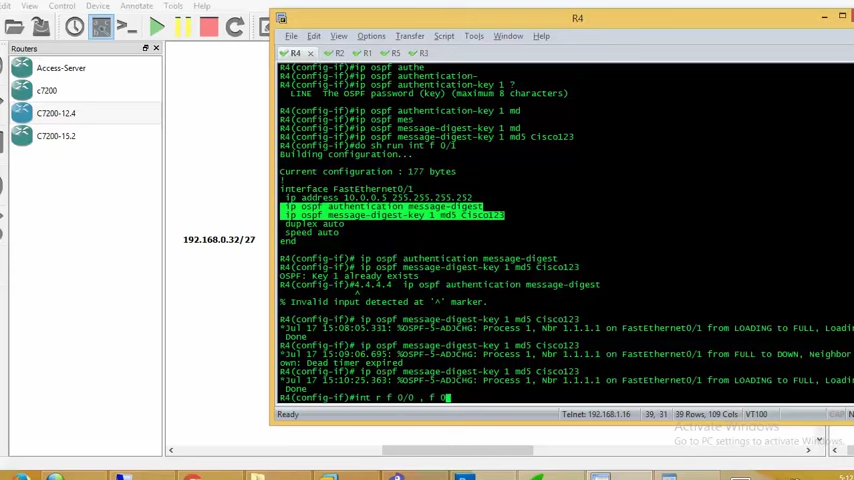 Edit
View
Control
Device
Annotate
Tools
Help
R4
Routers
File Edit View Options Transfer Script Tools Window Help
R4 R2 R1 R5 R3
Access-Server
c7200
C7200-12.4
C7200-15.2
192.168.0.32/27
R4(config-if)#ip ospf authe
R4(config-if)#ip ospf authentication-
R4(config-if)#ip ospf authentication-key 1 ?
LINE The OSPF password (key) (maximum 8 characters)
R4(config-if)#ip ospf authentication-key 1 md
R4(config-if)#ip ospf mes
R4(config-if)#ip ospf message-digest-key 1 md
R4(config-if)#ip ospf message-digest-key 1 md5 Cisco123
R4(config-if)#do sh run int f 0/1
Building configuration...
Current configuration : 177 bytes
!
interface FastEthernet0/1
ip address 10.0.0.5 255.255.255.252
ip ospf authentication message-digest
ip ospf message-digest-key 1 md5 Cisco123
duplex auto
speed auto
end
R4(config-if)# ip ospf authentication message-digest
R4(config-if)# ip ospf message-digest-key 1 md5 Cisco123
OSPF: Key 1 already exists
R4(config-if)#4.4.4.4 ip ospf authentication message-digest
^
% Invalid input detected at '^' marker.
R4(config-if)# ip ospf message-digest-key 1 md5 Cisco123
*Jul 17 15:08:05.331: %OSPF-5-ADJCHG: Process 1, Nbr 1.1.1.1 on FastEthernet0/1 from LOADING to FULL, Loadin
Done
R4(config-if)# ip ospf message-digest-key 1 md5 Cisco123
*Jul 17 15:09:06.695: %OSPF-5-ADJCHG: Process 1, Nbr 1.1.1.1 on FastEthernet0/1 from FULL to DOWN, Neighbor
own: Dead timer expired
R4(config-if)# ip ospf message-digest-key 1 md5 Cisco123
*Jul 17 15:10:25.363: %OSPF-5-ADJCHG: Process 1, Nbr 1.1.1.1 on FastEthernet0/1 from LOADING to FULL, Loadin
Done
R4(config-if)#int r f 0/0 , f 0
Ready
Telnet: 192.168.1.16 39, 31 39 Rows, 109 Cols VT100 CAP
Activate Windows
Go to PC settings to activate Windows.